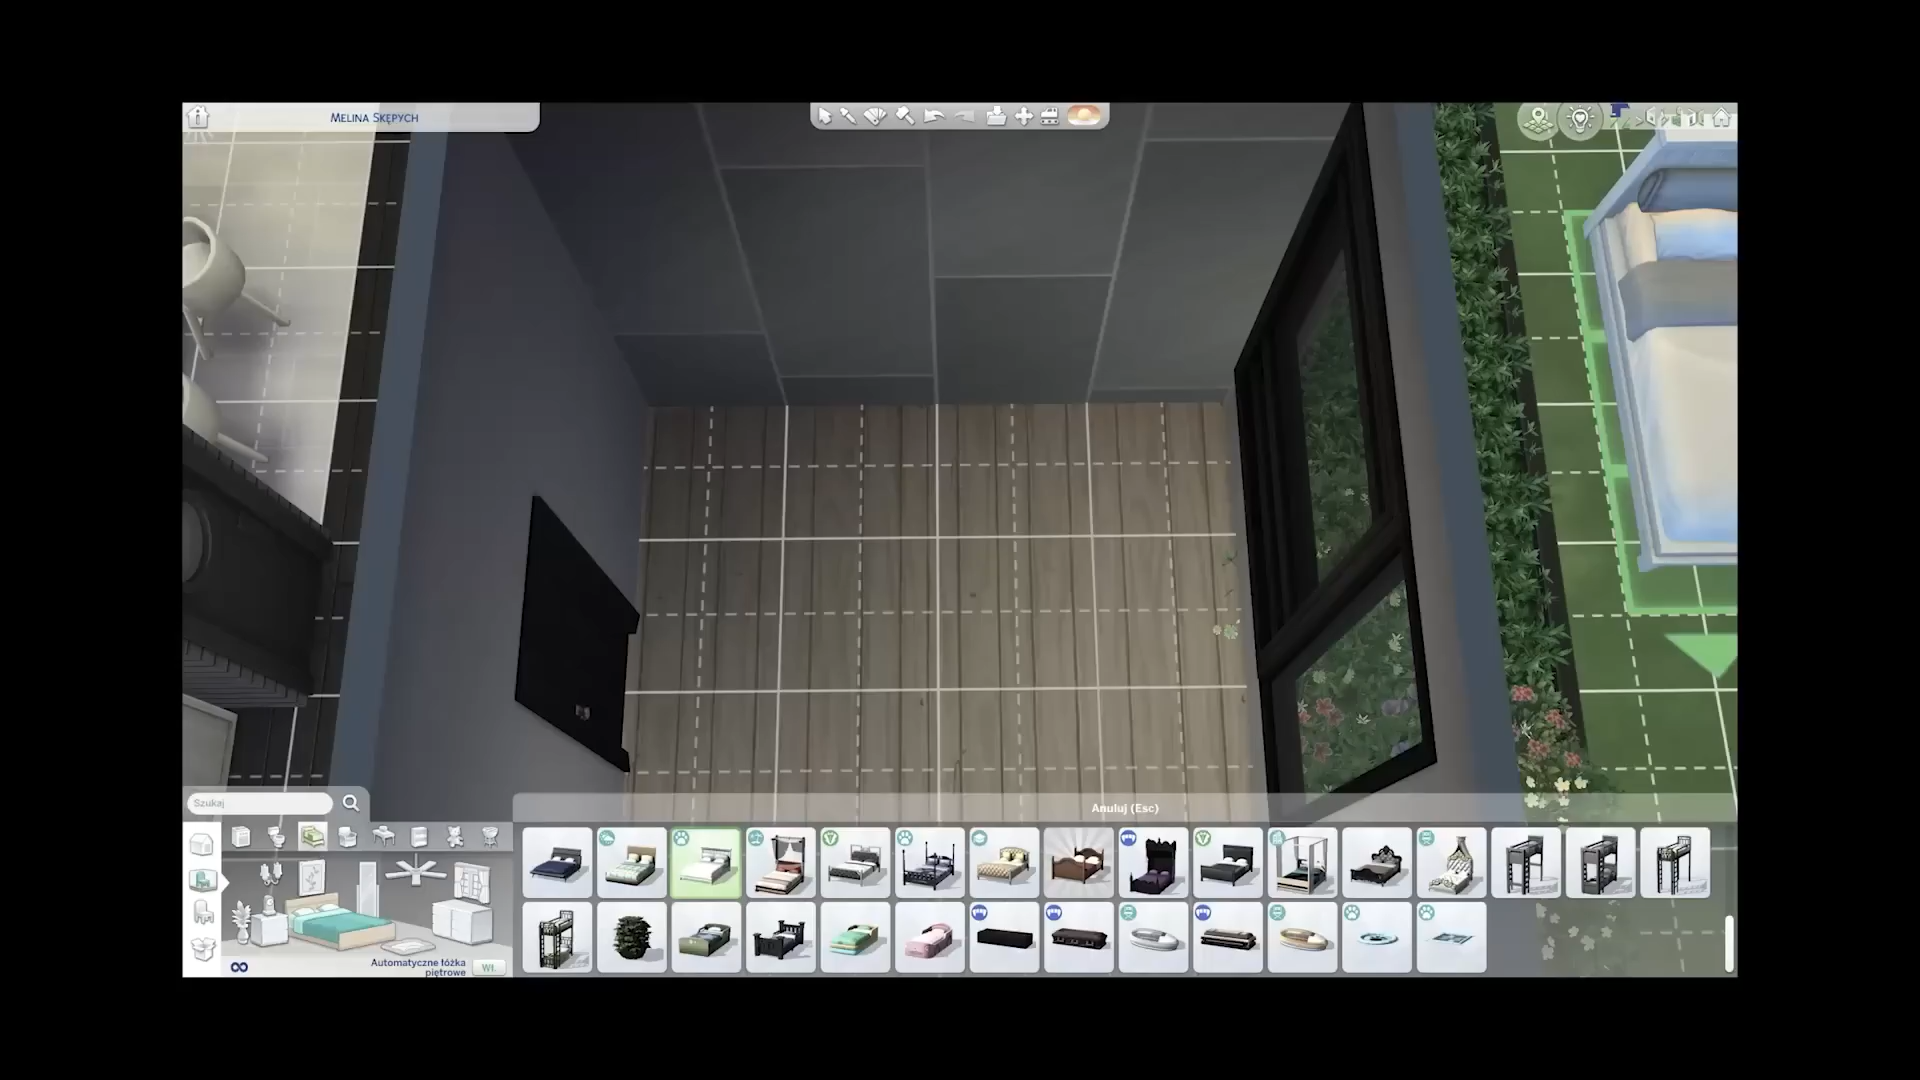 MELINA SKĘPYCH
Szukaj
Anuluj (Esc)
Automatyczne łóżka
piętrowe
Wł.